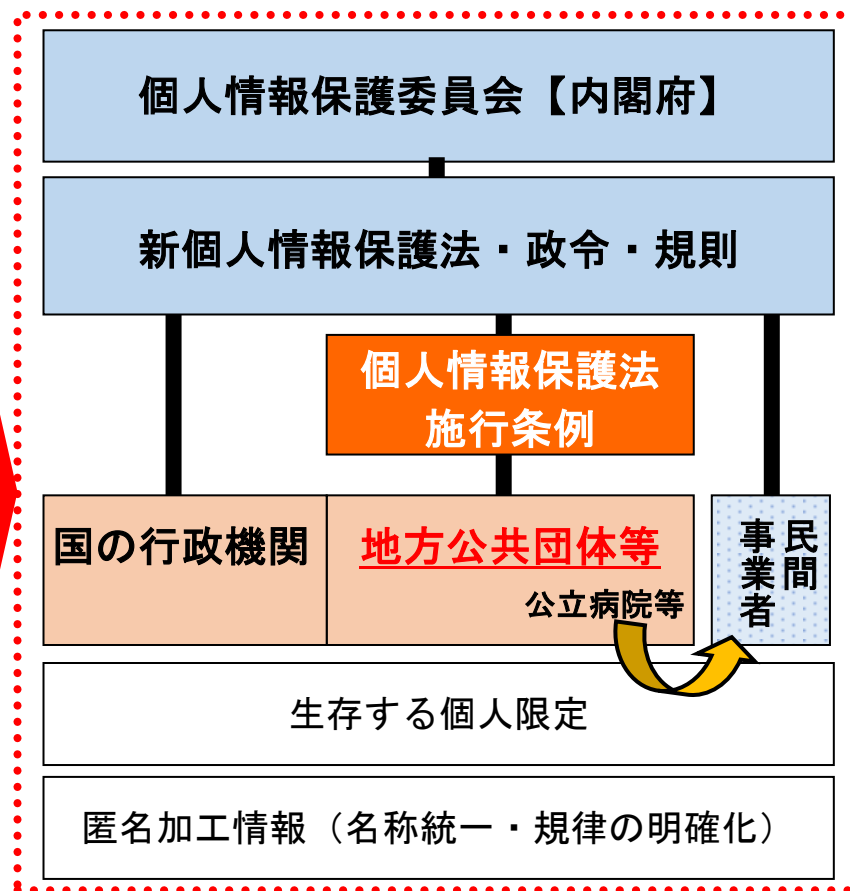 個人情報保護委員会【内閣府】
新個人情報保護法・政令・規則
個人情報保護法
施行条例
国の行政機関
地方公共団体等
公立病院等
民間
事業者
生存する個人限定
匿名加工情報（名称統一・規律の明確化）